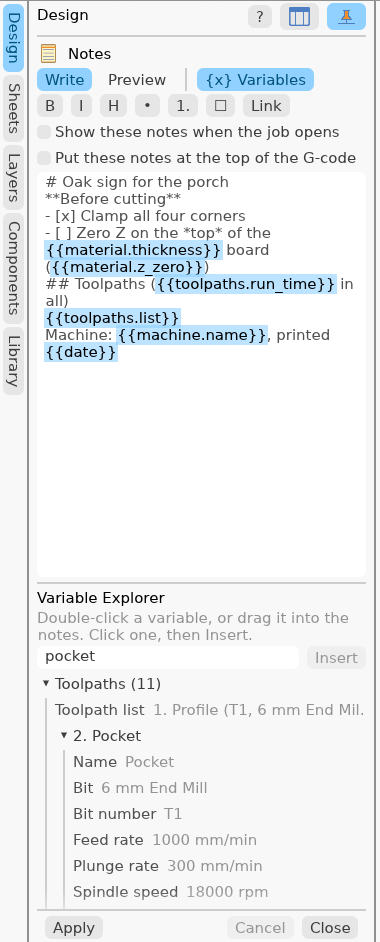 Design
Sheets
Layers
Components
Library
Design
?
Notes
Write Preview {x} Variables
B I H • 1. ☐ Link
Show these notes when the job opens
Put these notes at the top of the G-code
# Oak sign for the porch
**Before cutting**
- [x] Clamp all four corners
- [ ] Zero Z on the *top* of the
{{material.thickness}} board
({{material.z_zero}})
## Toolpaths ({{toolpaths.run_time}} in
all)
{{toolpaths.list}}
Machine: {{machine.name}}, printed
{{date}}
Variable Explorer
Double-click a variable, or drag it into the
notes. Click one, then Insert.
pocket Insert
Toolpaths (11)
Toolpath list 1. Profile (T1, 6 mm End Mil.
2. Pocket
Name Pocket
Bit 6 mm End Mill
Bit number T1
Feed rate 1000 mm/min
Plunge rate 300 mm/min
Spindle speed 18000 rpm
Apply Cancel Close